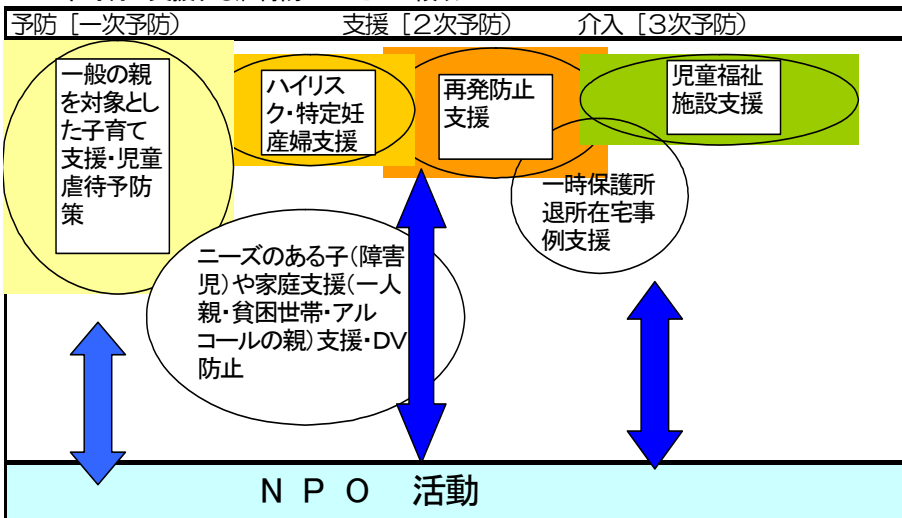 予防［一次予防） 支援［２次予防） 介入［３次予防）
一般の親
を対象とし
た子育て
支援・児童
虐待予防
策
ハイリス
ク・特定妊
産婦支援
再発防止
支援
児童福祉
施設支援
一時保護所
退所在宅事
例支援
ニーズのある子（障害
児）や家庭支援（一人
親・貧困世帯・アル
コールの親）支援・DV
防止
ＮＰＯ 活動